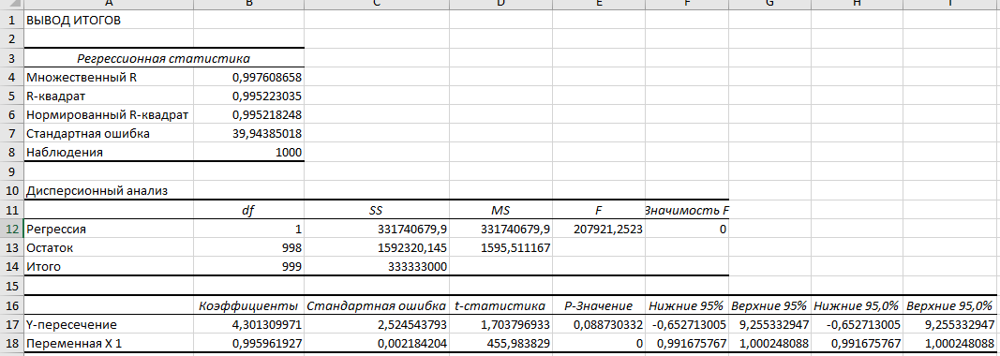 A B C D E F G H I
1 ВЫВОД ИТОГОВ
2
3 Регрессионная статистика
4 Множественный R 0,997608658
5 R-квадрат 0,995223035
6 Нормированный R-квадрат 0,995218248
7 Стандартная ошибка 39,94385018
8 Наблюдения 1000
9
10 Дисперсионный анализ
11 df SS MS F Значимость F
12 Регрессия 1 331740679,9 331740679,9 207921,2523 0
13 Остаток 998 1592320,145 1595,511167
14 Итого 999 333333000
15
16 Коэффициенты Стандартная ошибка t-статистика P-Значение Нижние 95% Верхние 95% Нижние 95,0% Верхние 95,0%
17 Y-пересечение 4,301309971 2,524543793 1,703796933 0,088730332 -0,652713005 9,255332947 -0,652713005 9,255332947
18 Переменная X 1 0,995961927 0,002184204 455,983829 0 0,991675767 1,000248088 0,991675767 1,000248088